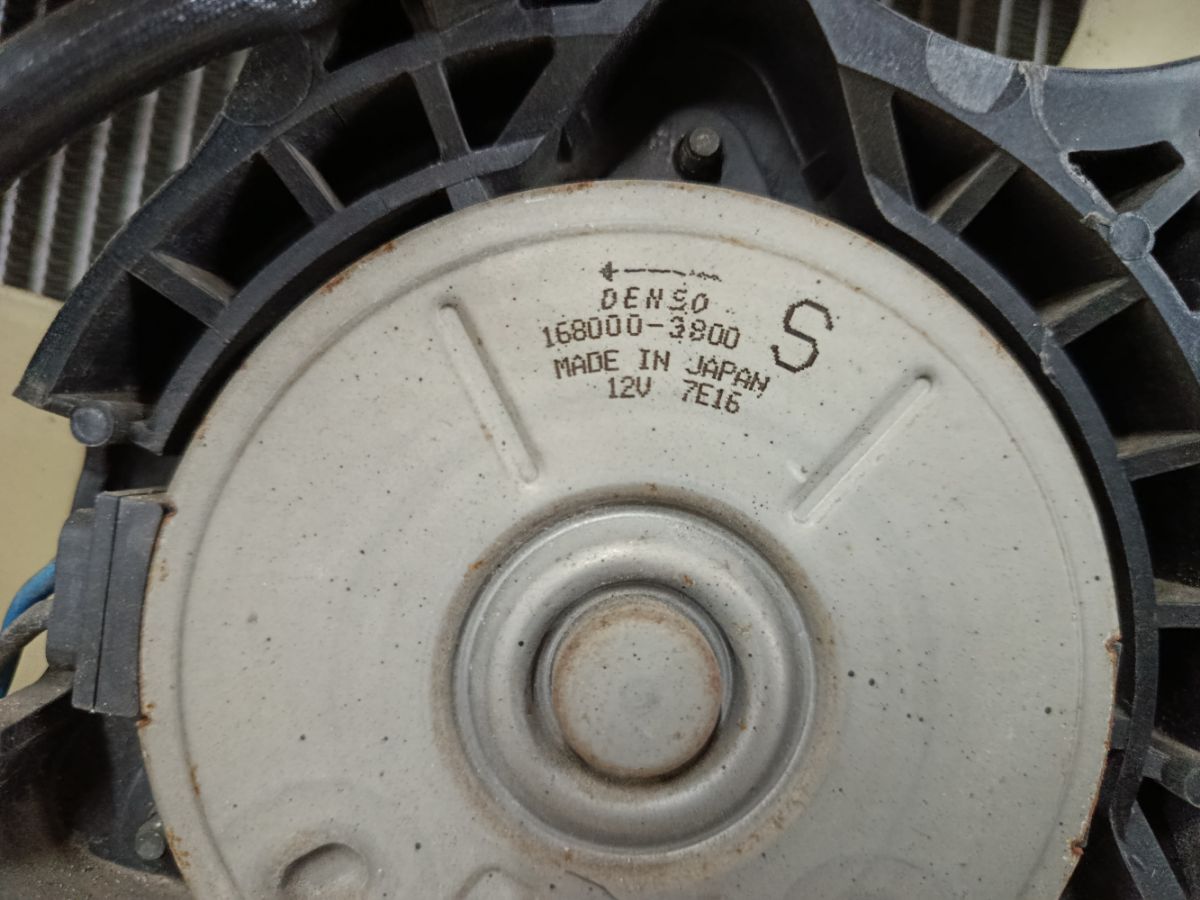 DENSO
168000-3800
S
MADE IN JAPAN
12V 7E16